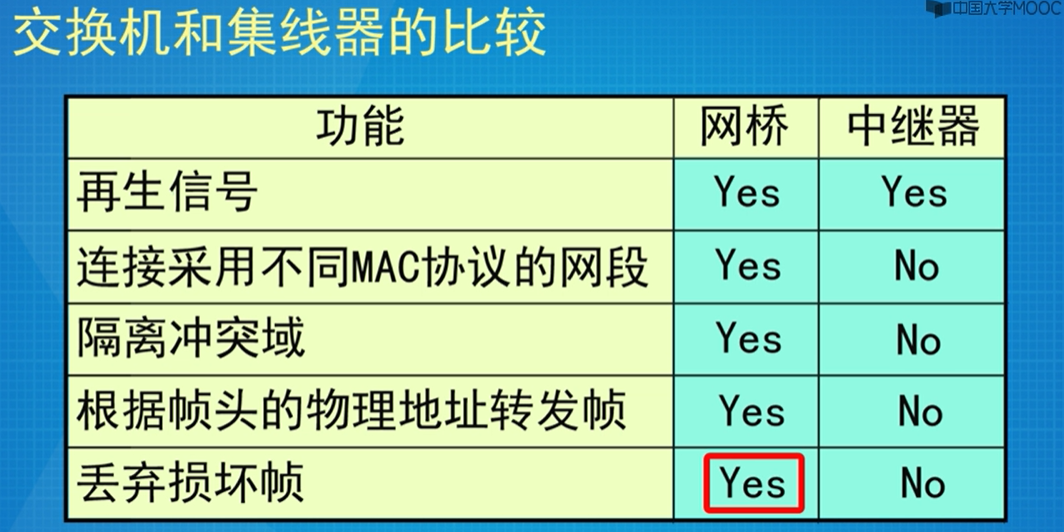 中国大学MOOC
交换机和集线器的比较
功能 网桥 中继器
再生信号 Yes Yes
连接采用不同MAC协议的网段 Yes No
隔离冲突域 Yes No
根据帧头的物理地址转发帧 Yes No
丢弃损坏帧 Yes No